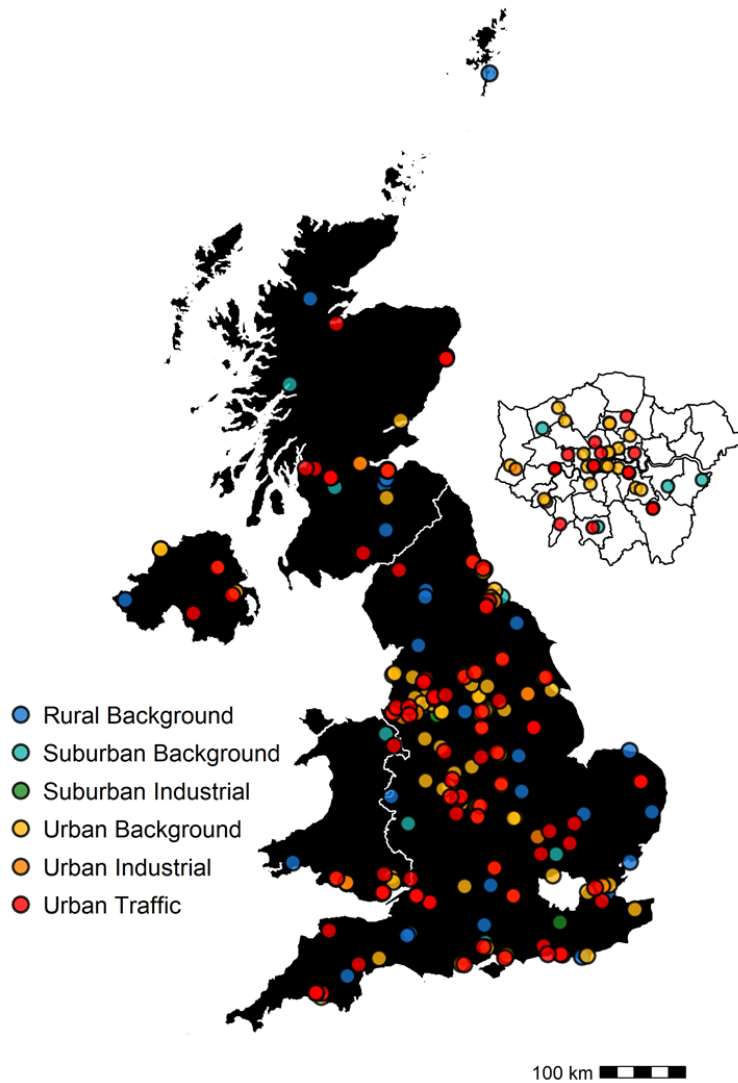 Rural Background
Suburban Background
Suburban Industrial
Urban Background
Urban Industrial
Urban Traffic
100 km